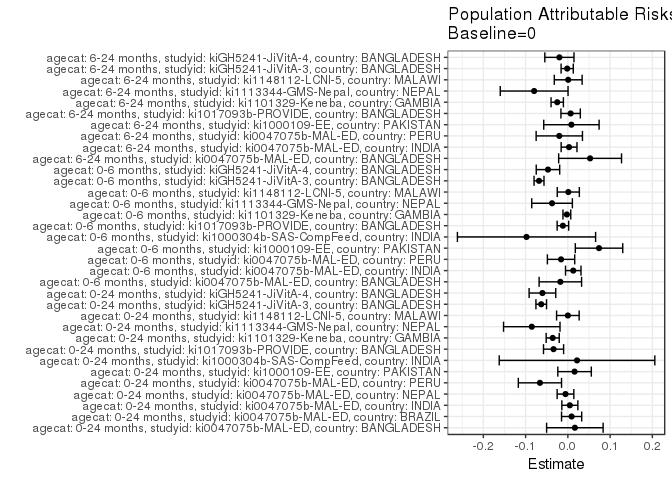 Population Attributable Risks
Baseline=0
agecat: 6-24 months, studyid: kiGH5241-JiVitA-4, country: BANGLADESH
agecat: 6-24 months, studyid: kiGH5241-JiVitA-3, country: BANGLADESH
agecat: 6-24 months, studyid: ki1148112-LCNI-5, country: MALAWI
agecat: 6-24 months, studyid: ki1113344-GMS-Nepal, country: NEPAL
agecat: 6-24 months, studyid: ki1101329-Keneba, country: GAMBIA
agecat: 6-24 months, studyid: ki1017093b-PROVIDE, country: BANGLADESH
agecat: 6-24 months, studyid: ki1000109-EE, country: PAKISTAN
agecat: 6-24 months, studyid: ki0047075b-MAL-ED, country: PERU
agecat: 6-24 months, studyid: ki0047075b-MAL-ED, country: INDIA
agecat: 6-24 months, studyid: ki0047075b-MAL-ED, country: BANGLADESH
agecat: 0-6 months, studyid: kiGH5241-JiVitA-4, country: BANGLADESH
agecat: 0-6 months, studyid: kiGH5241-JiVitA-3, country: BANGLADESH
agecat: 0-6 months, studyid: ki1148112-LCNI-5, country: MALAWI
agecat: 0-6 months, studyid: ki1113344-GMS-Nepal, country: NEPAL
agecat: 0-6 months, studyid: ki1101329-Keneba, country: GAMBIA
agecat: 0-6 months, studyid: ki1017093b-PROVIDE, country: BANGLADESH
agecat: 0-6 months, studyid: ki1000304b-SAS-CompFeed, country: INDIA
agecat: 0-6 months, studyid: ki1000109-EE, country: PAKISTAN
agecat: 0-6 months, studyid: ki0047075b-MAL-ED, country: PERU
agecat: 0-6 months, studyid: ki0047075b-MAL-ED, country: INDIA
agecat: 0-6 months, studyid: ki0047075b-MAL-ED, country: BANGLADESH
agecat: 0-24 months, studyid: kiGH5241-JiVitA-4, country: BANGLADESH
agecat: 0-24 months, studyid: kiGH5241-JiVitA-3, country: BANGLADESH
agecat: 0-24 months, studyid: ki1148112-LCNI-5, country: MALAWI
agecat: 0-24 months, studyid: ki1113344-GMS-Nepal, country: NEPAL
agecat: 0-24 months, studyid: ki1101329-Keneba, country: GAMBIA
agecat: 0-24 months, studyid: ki1017093b-PROVIDE, country: BANGLADESH
agecat: 0-24 months, studyid: ki1000304b-SAS-CompFeed, country: INDIA
agecat: 0-24 months, studyid: ki1000109-EE, country: PAKISTAN
agecat: 0-24 months, studyid: ki0047075b-MAL-ED, country: PERU
agecat: 0-24 months, studyid: ki0047075b-MAL-ED, country: NEPAL
agecat: 0-24 months, studyid: ki0047075b-MAL-ED, country: INDIA
agecat: 0-24 months, studyid: ki0047075b-MAL-ED, country: BRAZIL
agecat: 0-24 months, studyid: ki0047075b-MAL-ED, country: BANGLADESH
-0.2 -0.1 0.0 0.1 0.2
Estimate